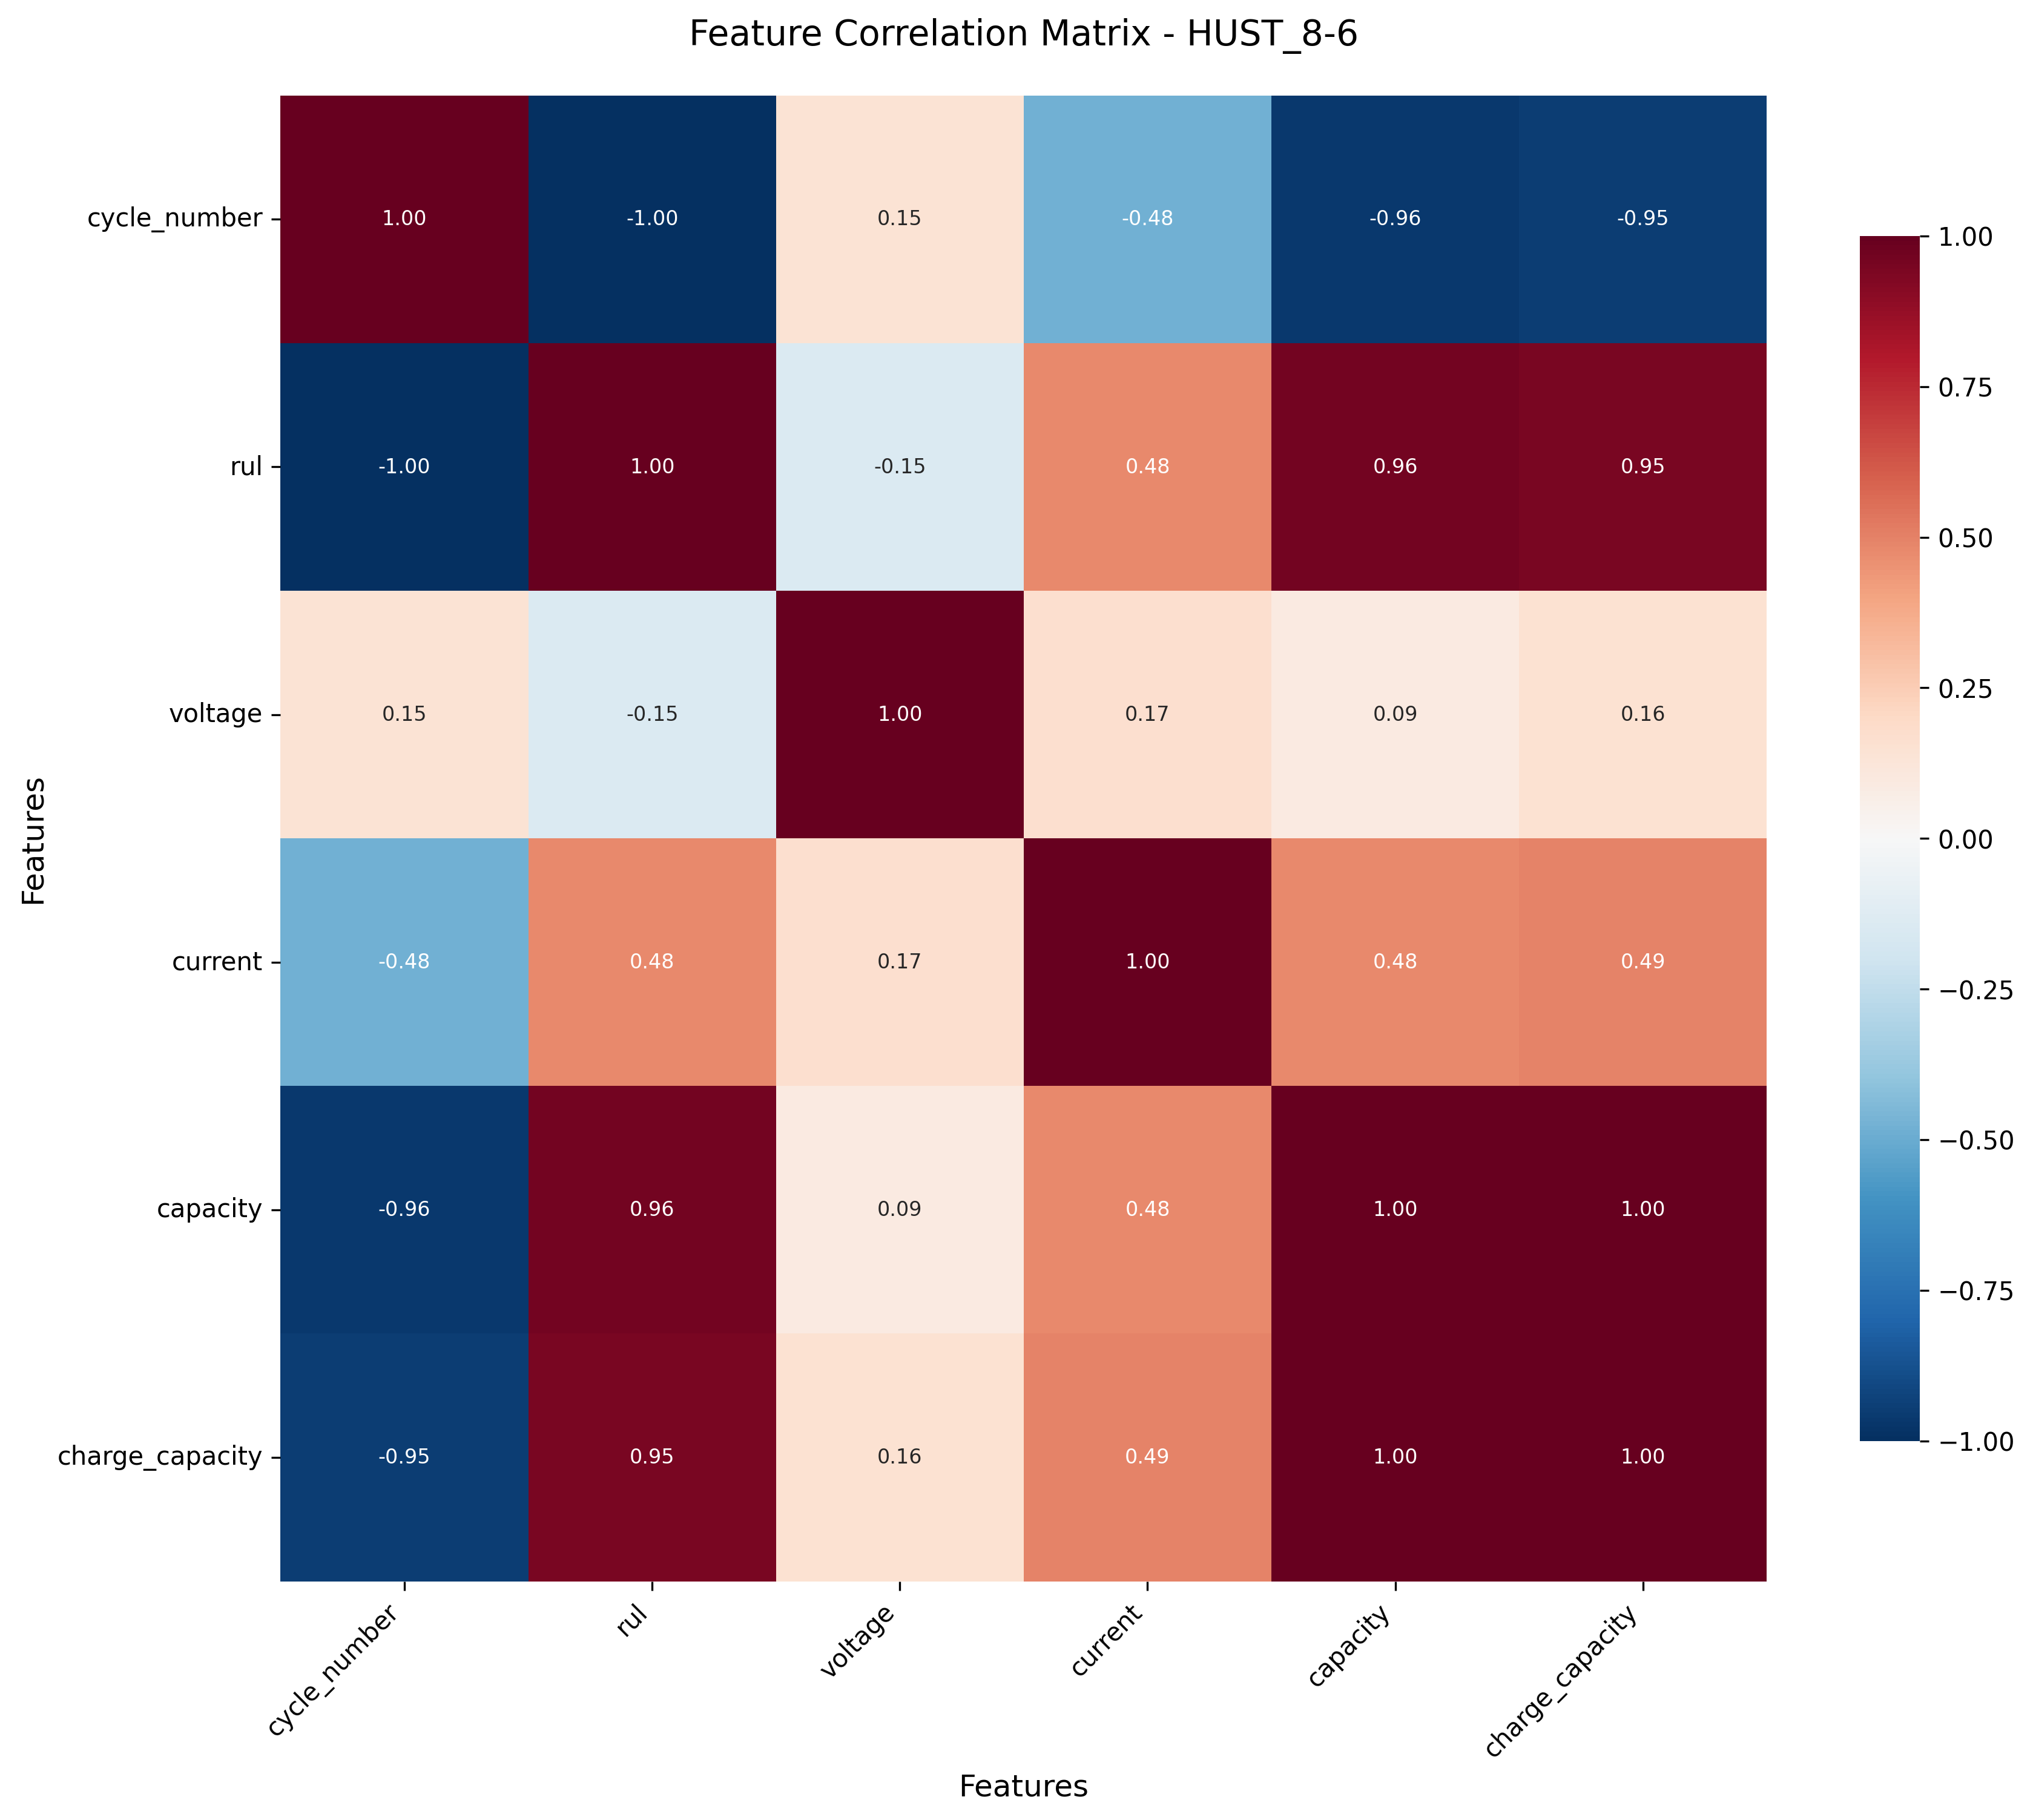 Feature Correlation Matrix - HUST_8-6
cycle_number 1.00 -1.00 0.15 -0.48 -0.96 -0.95
rul -1.00 1.00 -0.15 0.48 0.96 0.95
voltage 0.15 -0.15 1.00 0.17 0.09 0.16
current -0.48 0.48 0.17 1.00 0.48 0.49
capacity -0.96 0.96 0.09 0.48 1.00 1.00
charge_capacity -0.95 0.95 0.16 0.49 1.00 1.00
Features
cycle_number rul voltage current capacity charge_capacity
Features
1.00
0.75
0.50
0.25
0.00
−0.25
−0.50
−0.75
−1.00